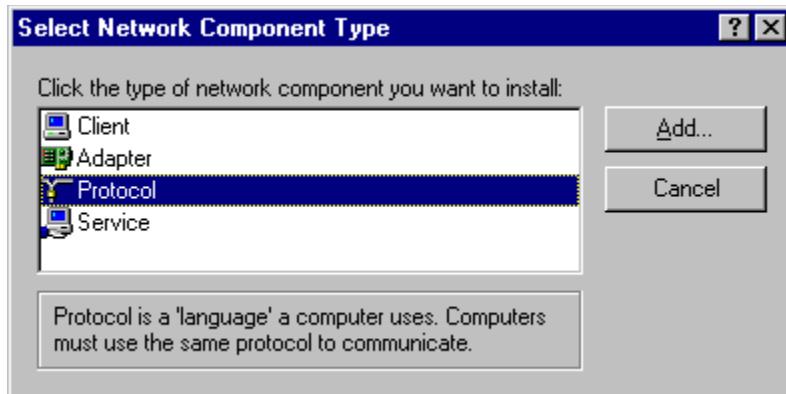 Select Network Component Type
Click the type of network component you want to install:
Client
Adapter
Protocol
Service
Add...
Cancel
Protocol is a 'language' a computer uses. Computers
must use the same protocol to communicate.